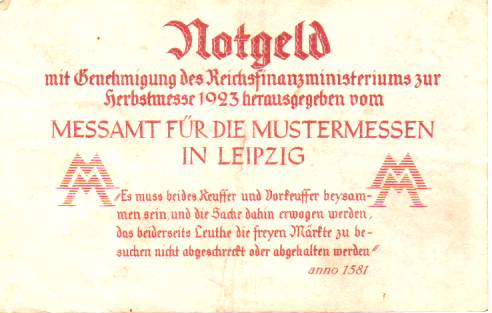 Notgeld
mit Genehmigung des Reichsfinanzministeriums zur
Herbstmesse 1923 herausgegeben vom
MESSAMT FÜR DIE MUSTERMESSEN
IN LEIPZIG
MM MM
„Es muss beides Keuffer und Vorkeuffer beysam-
men sein, und die Sache dahin erwogen werden,
das beiderseits Leuthe die freyen Märkte zu be-
suchen nicht abgeschreckt oder abgehalten werden“
anno 1581